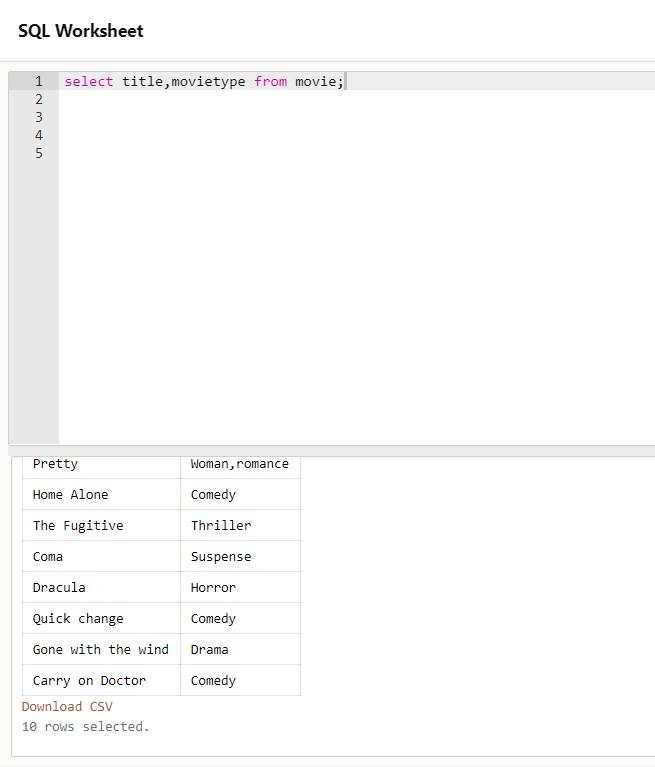 SQL Worksheet
1 select title,movietype from movie;
2
3
4
5
Pretty Woman,romance
Home Alone Comedy
The Fugitive Thriller
Coma Suspense
Dracula Horror
Quick change Comedy
Gone with the wind Drama
Carry on Doctor Comedy
Download CSV
10 rows selected.